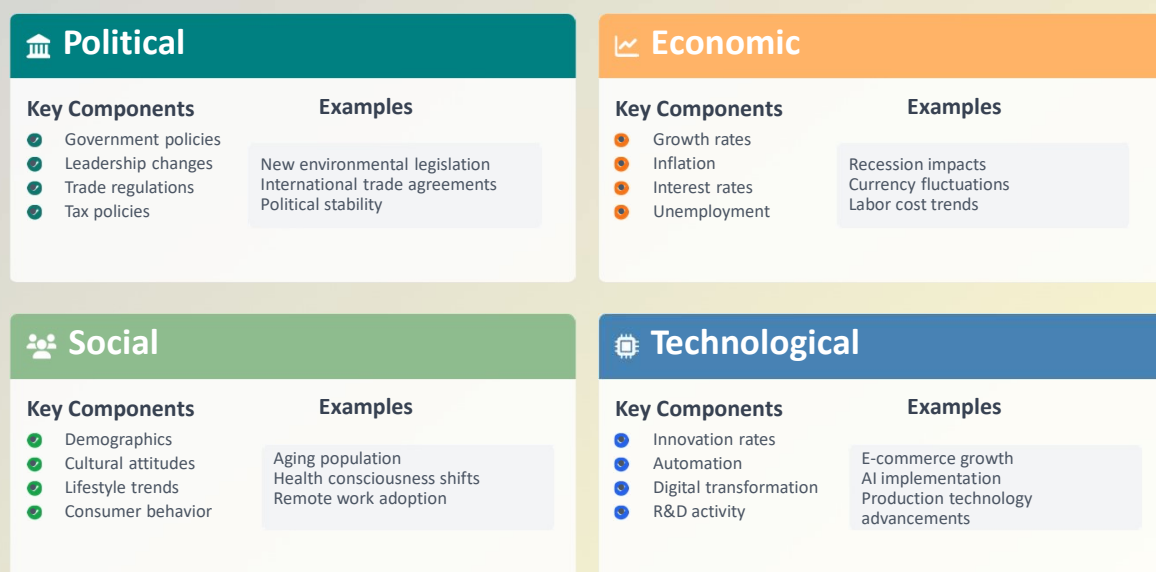 Political
Key Components
Government policies
Leadership changes
Trade regulations
Tax policies
Examples
New environmental legislation
International trade agreements
Political stability
Economic
Key Components
Growth rates
Inflation
Interest rates
Unemployment
Examples
Recession impacts
Currency fluctuations
Labor cost trends
Social
Key Components
Demographics
Cultural attitudes
Lifestyle trends
Consumer behavior
Examples
Aging population
Health consciousness shifts
Remote work adoption
Technological
Key Components
Innovation rates
Automation
Digital transformation
R&D activity
Examples
E-commerce growth
AI implementation
Production technology
advancements